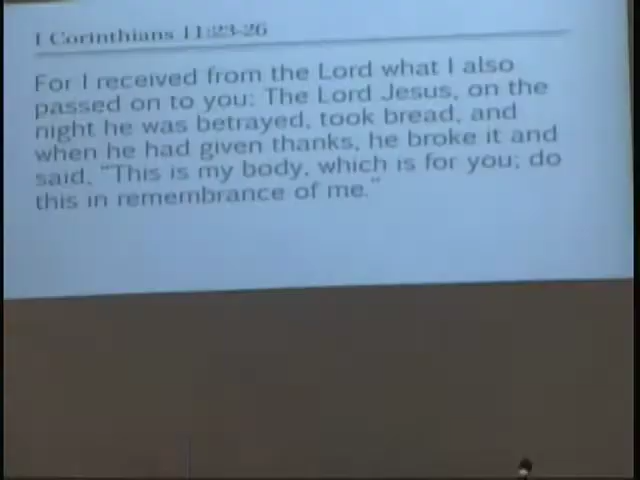 1 Corinthians 11:23-26
For I received from the Lord what I also
passed on to you: The Lord Jesus, on the
night he was betrayed, took bread, and
when he had given thanks, he broke it and
said, "This is my body, which is for you; do
this in remembrance of me."